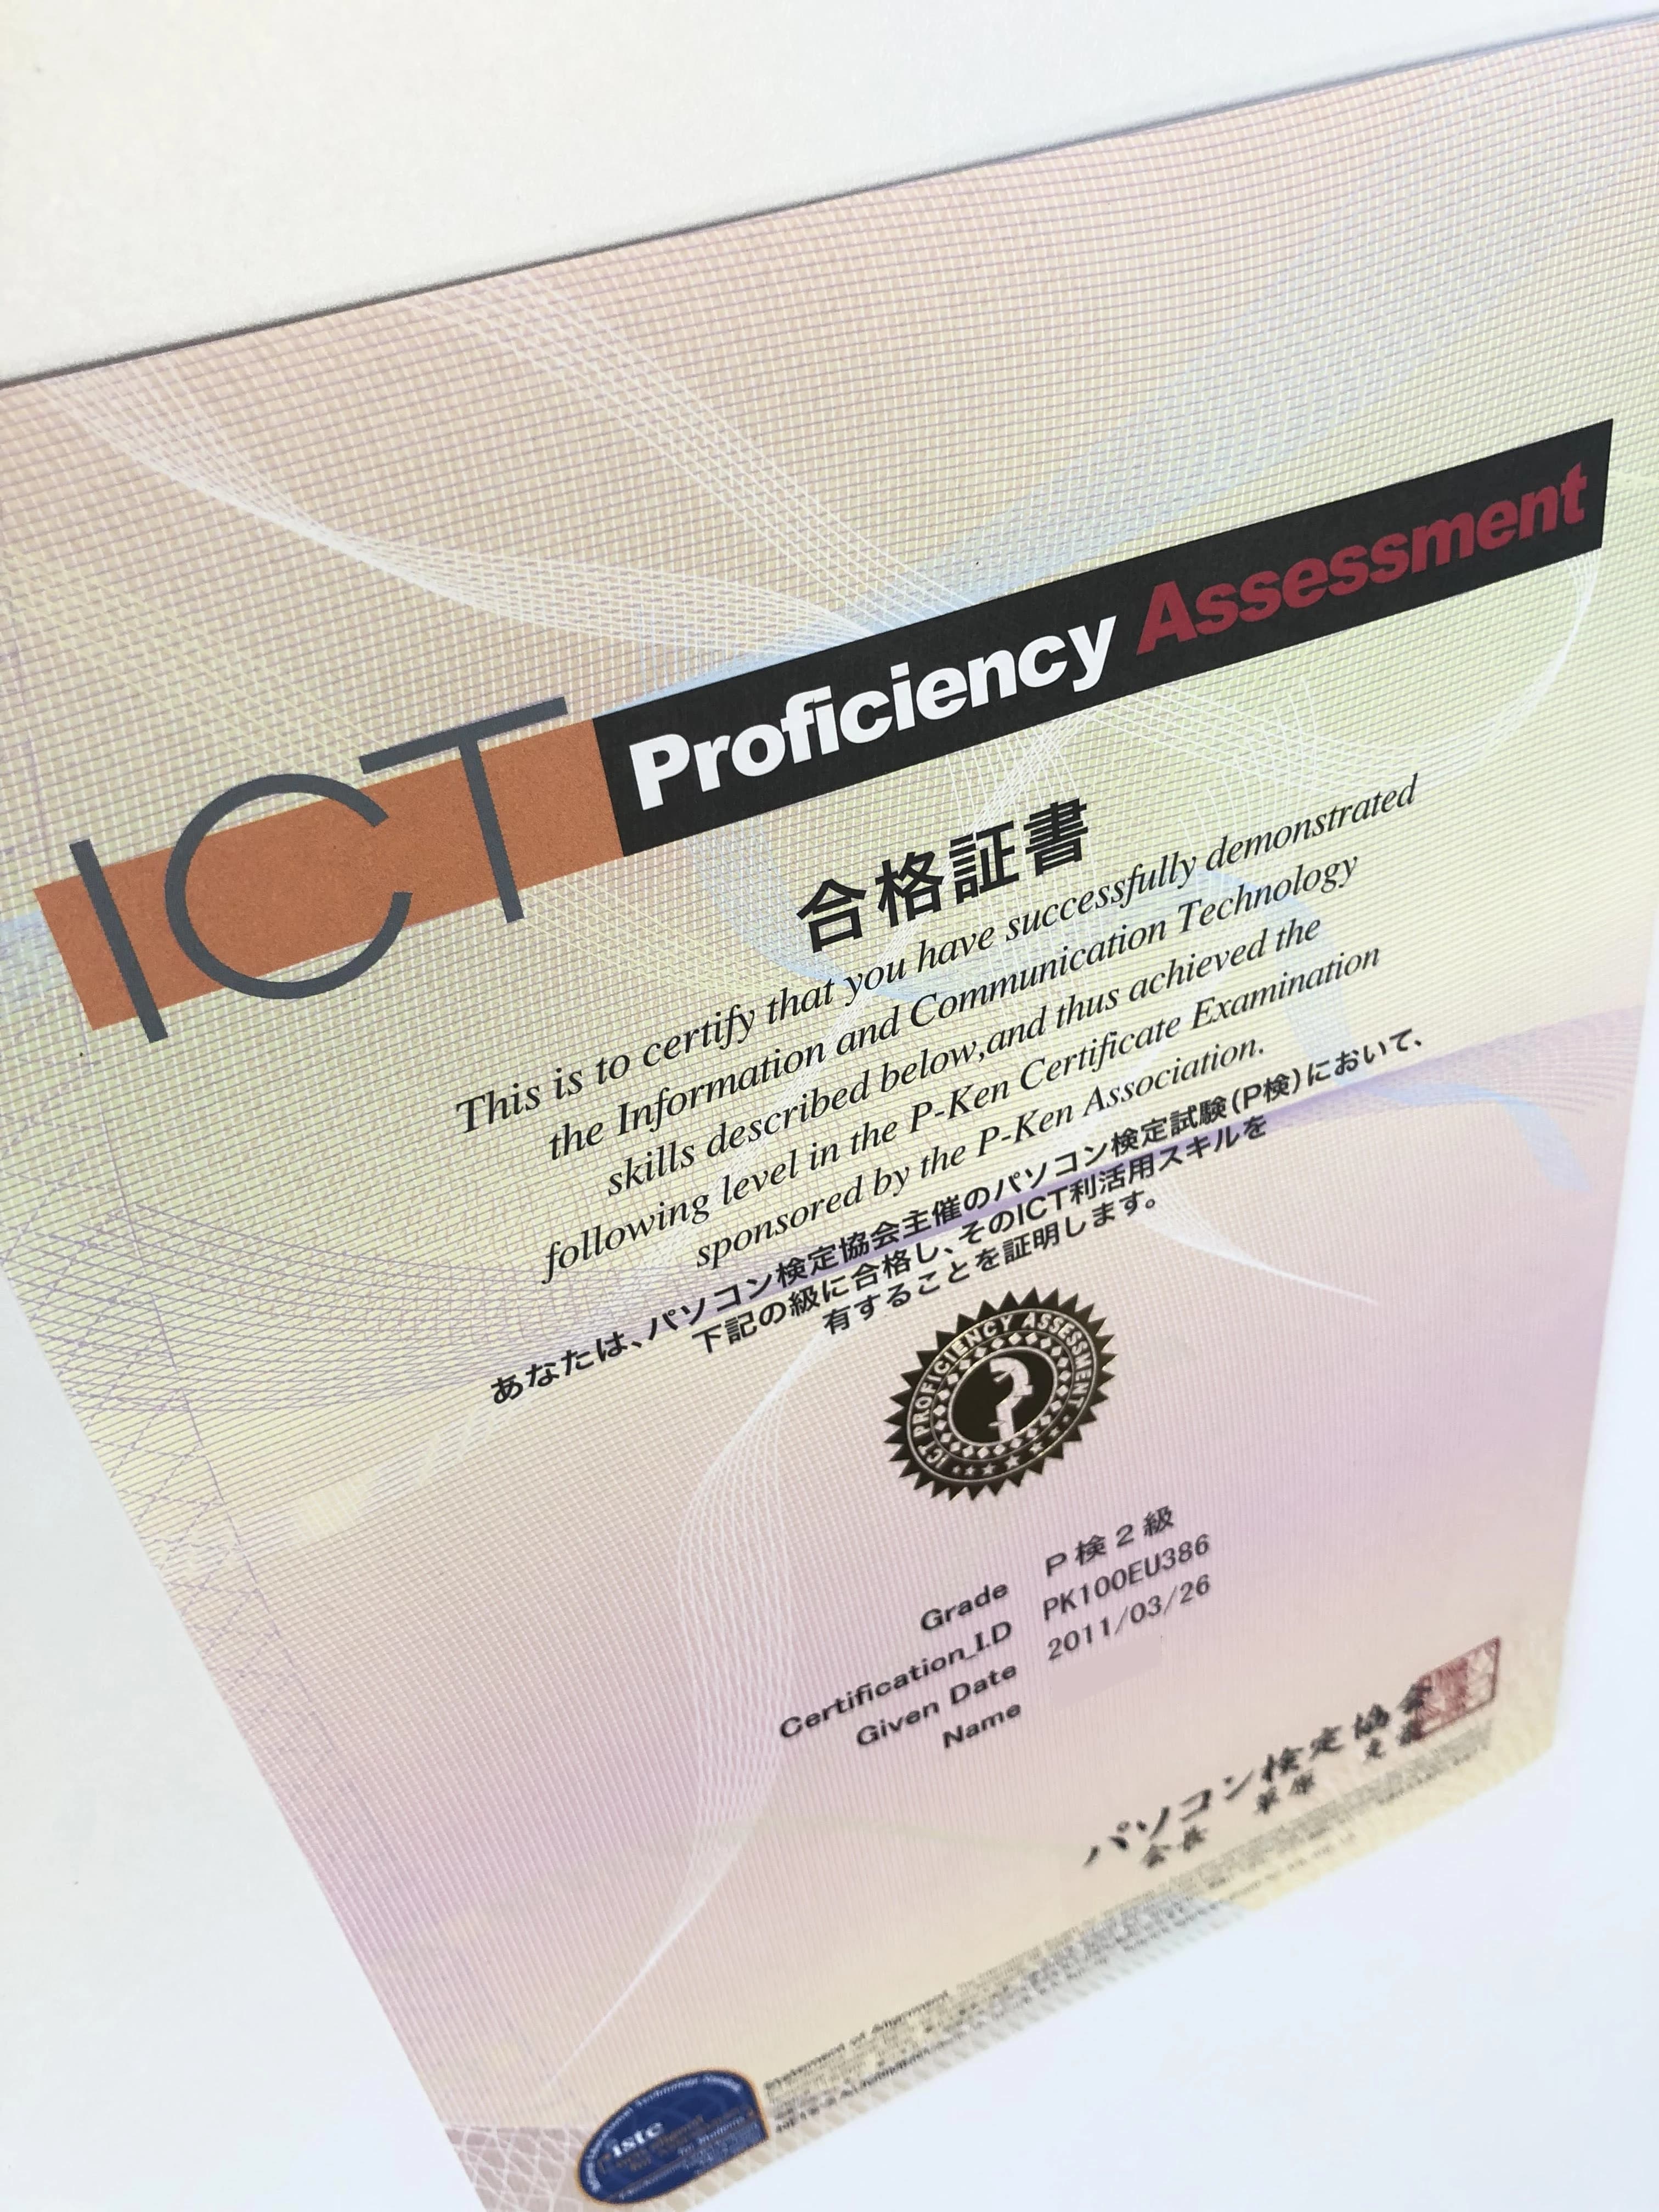 ICT Proficiency Assessment
合格証書
This is to certify that you have successfully demonstrated
the Information and Communication Technology
skills described below,and thus achieved the
following level in the P-Ken Certificate Examination
sponsored by the P-Ken Association.
あなたは、パソコン検定協会主催のパソコン検定試験(P検)において、
下記の級に合格し、そのICT利活用スキルを
有することを証明します。
ICT PROFICIENCY ASSESSMENT
Grade P検2級
Certification_I.D PK100EU386
Given Date 2011/03/26
Name
パソコン検定協会
会長
iste